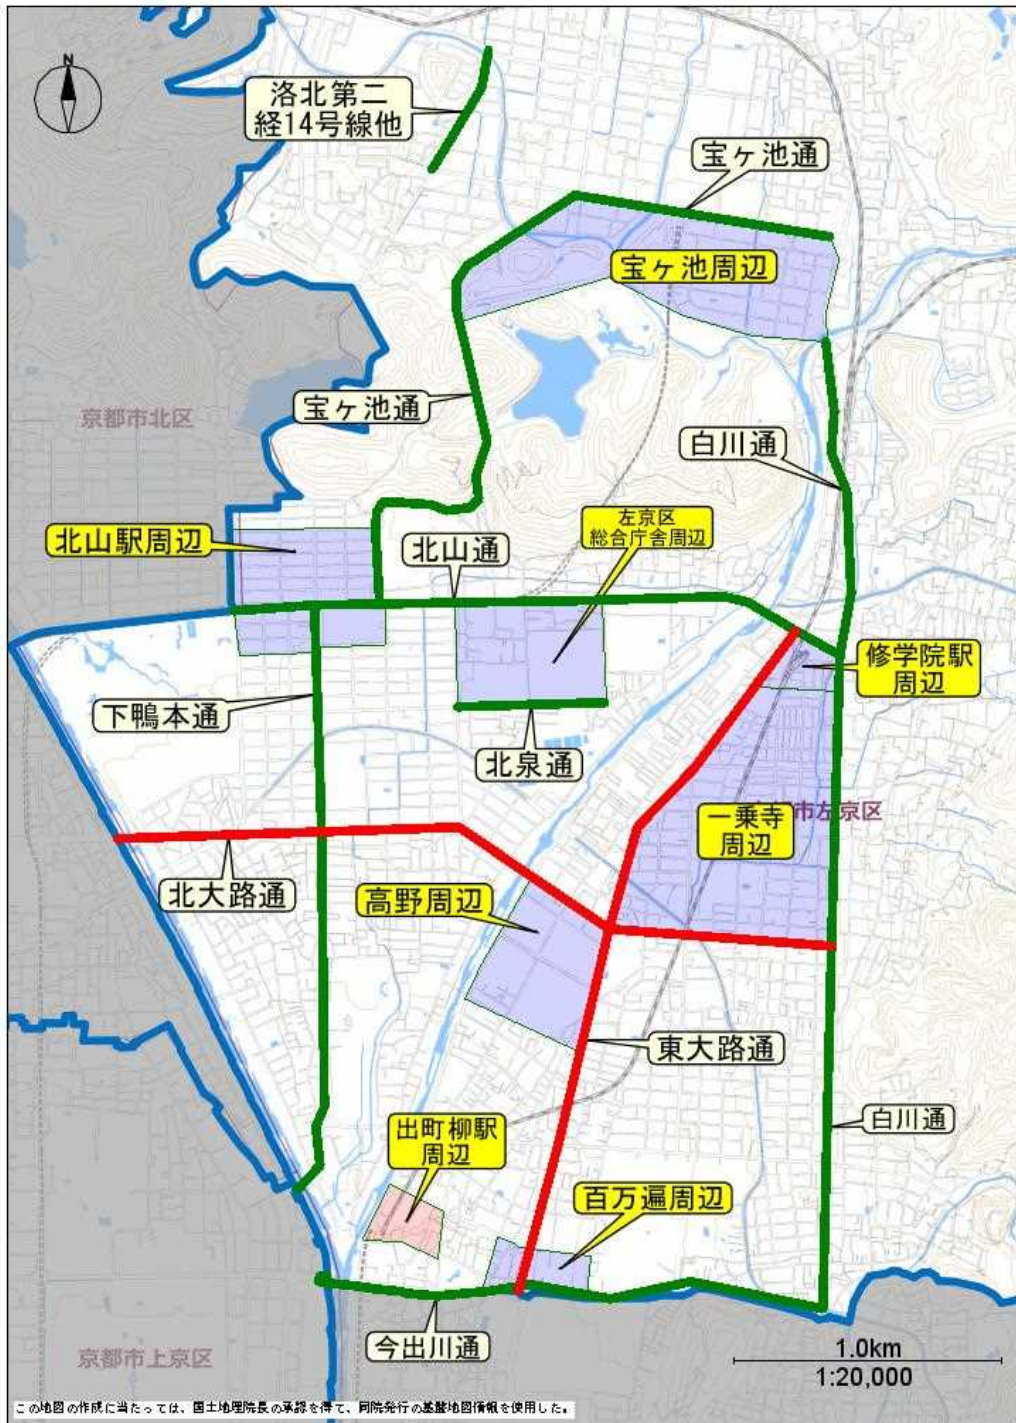 N
洛北第二
経14号線他
宝ヶ池通
宝ヶ池周辺
京都市北区
宝ヶ池通
白川通
左京区
総合庁舎周辺
北山駅周辺
北山通
修学院駅
周辺
下鴨本通
北泉通
一乗寺
周辺
市左京区
北大路通
高野周辺
東大路通
出町柳駅
周辺
白川通
百万遍周辺
今出川通
京都市上京区
1.0km
1:20,000
この地図の作成に当たっては、国土地理院長の承認を得て、同院発行の基盤地図情報を使用した。